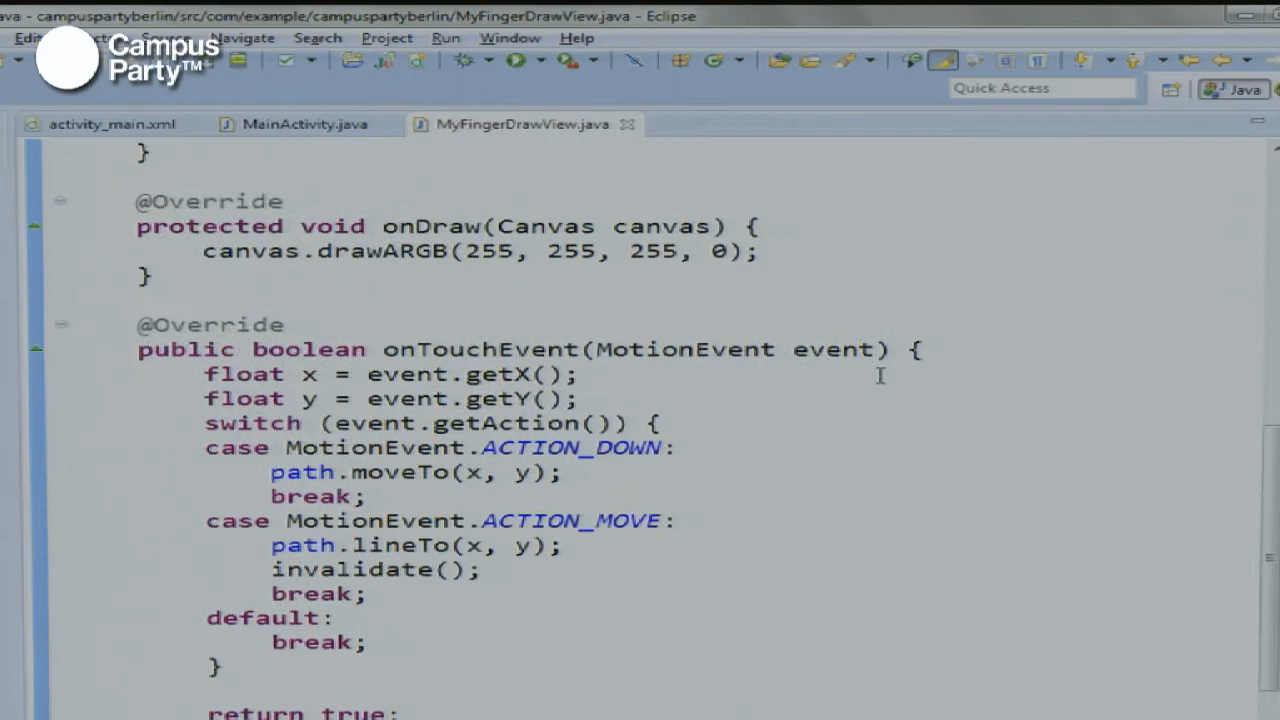 ava - campuspartyberlin/src/com/example/campuspartyberlin/MyFingerDrawView.java - Eclipse
Campus
Party™
Navigate Search Project Run Window Help
Quick Access
Java
activity_main.xml MainActivity.java MyFingerDrawView.java
}
@Override
protected void onDraw(Canvas canvas) {
canvas.drawARGB(255, 255, 255, 0);
}
@Override
public boolean onTouchEvent(MotionEvent event) {
float x = event.getX();
float y = event.getY();
switch (event.getAction()) {
case MotionEvent.ACTION_DOWN:
path.moveTo(x, y);
break;
case MotionEvent.ACTION_MOVE:
path.lineTo(x, y);
invalidate();
break;
default:
break;
}
return true;